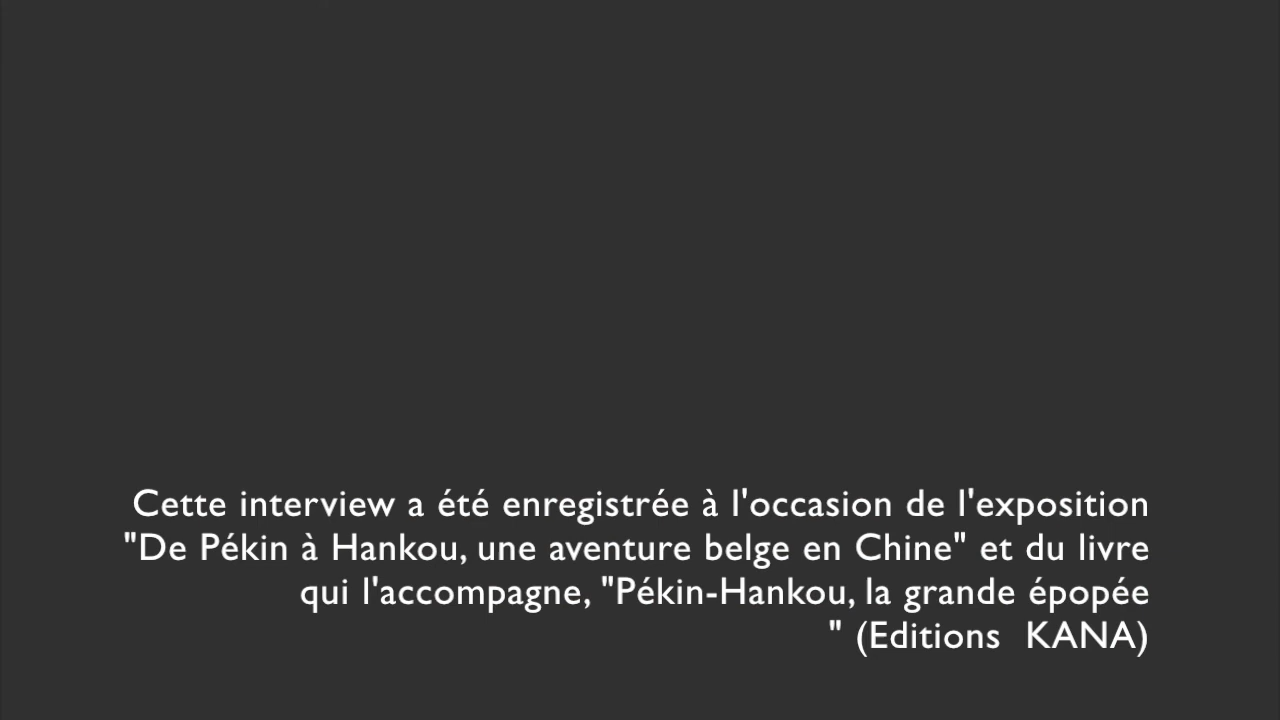 Cette interview a été enregistrée à l'occasion de l'exposition
"De Pékin à Hankou, une aventure belge en Chine" et du livre
qui l'accompagne, "Pékin-Hankou, la grande épopée
" (Editions  KANA)